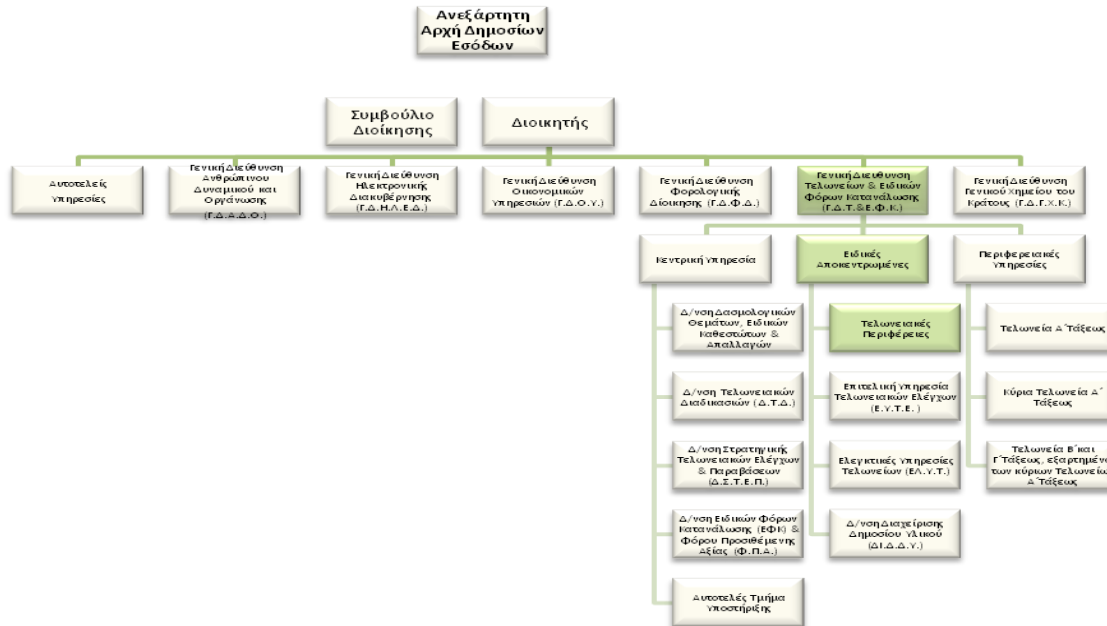 Ανεξάρτητη
Αρχή Δημοσίων
Εσόδων
Συμβούλιο
Διοίκησης
Διοικητής
Αυτοτελείς
Υπηρεσίες
Γενική Διεύθυνση
Ανθρώπινου
Δυναμικού και
Οργάνωσης
(Γ.Δ.Α.Δ.Ο.)
Γενική Διεύθυνση
Ηλεκτρονικής
Διακυβέρνησης
(Γ.Δ.Η.Λ.Ε.Δ.)
Γενική Διεύθυνση
Οικονομικών
Υπηρεσιών (Γ.Δ.Ο.Υ.)
Γενική Διεύθυνση
Φορολογικής
Δίοικησης (Γ.Δ.Φ.Δ.)
Γενική Διευθυνση
Τελωνείων & Ειδικών
Φόρων Κατανάλωσης
(Γ.Δ.Τ.&Ε.Φ.Κ.)
Γενική Διεύθυνση
Γενικού Χημείου του
Κράτους (Γ.Δ.Γ.Χ.Κ.)
Κεντρική Υπηρεσία
Ειδικές
Αποκεντρωμένες
Περιφερειακές
Υπηρεσίες
Δ/νση Δασμολογικών
Θεμάτων, Ειδικών
Καθεστώτων &
Απαλλαγών
Τελωνειακές
Περιφέρειες
Τελωνεία Α΄Τάξεως
Δ/νση Τελωνειακών
Διαδικασιών (Δ.Τ.Δ.)
Επιτελική Υπηρεσία
Τελωνειακών Ελέγχων
(Ε.Υ.Τ.Ε. )
Κύρια Τελωνεία Α΄
Τάξεως
Δ/νση Στρατηγικής
Τελωνειακών Ελέγχων
& Παραβάσεων
(Δ.Σ.Τ.Ε.Π.)
Ελεγκτικές Υπηρεσίες
Τελωνείων (ΕΛ.Υ.Τ.)
Τελωνεία Β΄και
Γ΄Τάξεως, εξαρτημένα
των κύριων Τελωνείων
Α΄Τάξεως
Δ/νση Ειδικών Φόρων
Κατανάλωσης (ΕΦΚ) &
Φόρου Προσιθέμενης
Αξίας (Φ.Π.Α.)
Δ/νση Διαχείρισης
Δημοσίου Υλικού
(ΔΙ.Δ.Δ.Υ.)
Αυτοτελές Τμήμα
Υποστήριξης